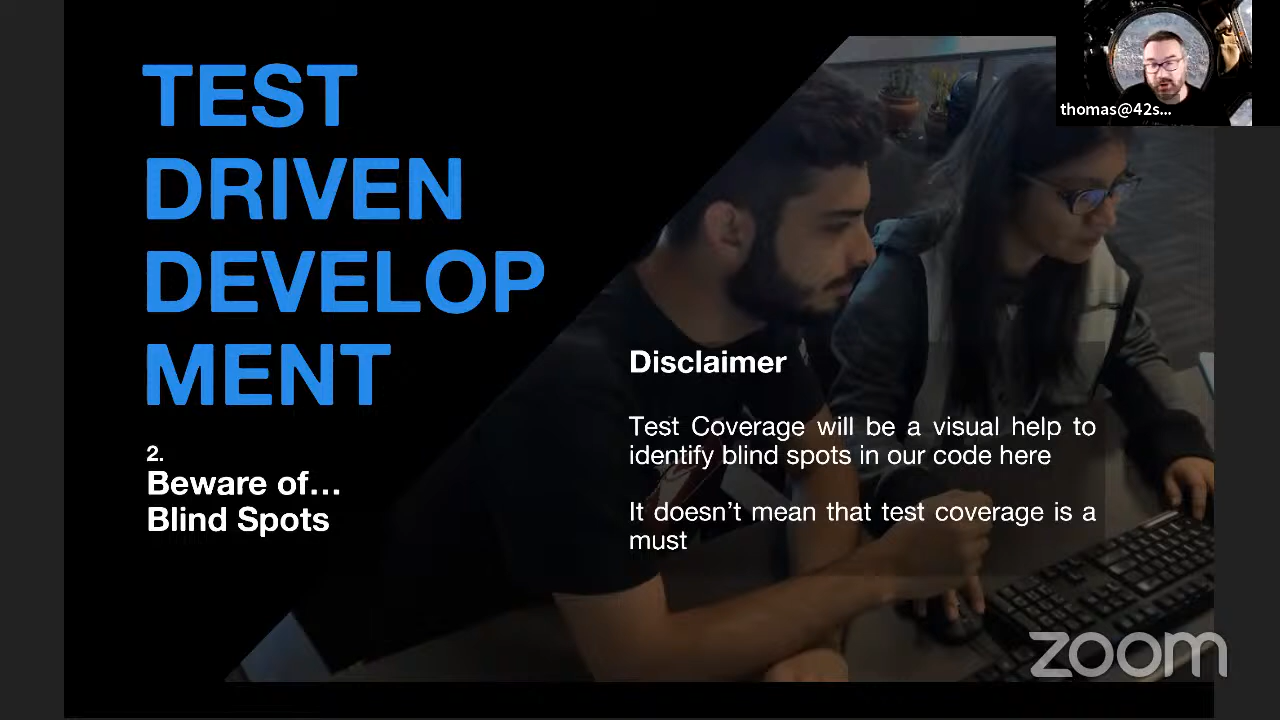 TEST
DRIVEN
DEVELOP
MENT
2.
Beware of...
Blind Spots
Disclaimer
Test Coverage will be a visual help to
identify blind spots in our code here
It doesn't mean that test coverage is a
must
thomas@42s...
zoom